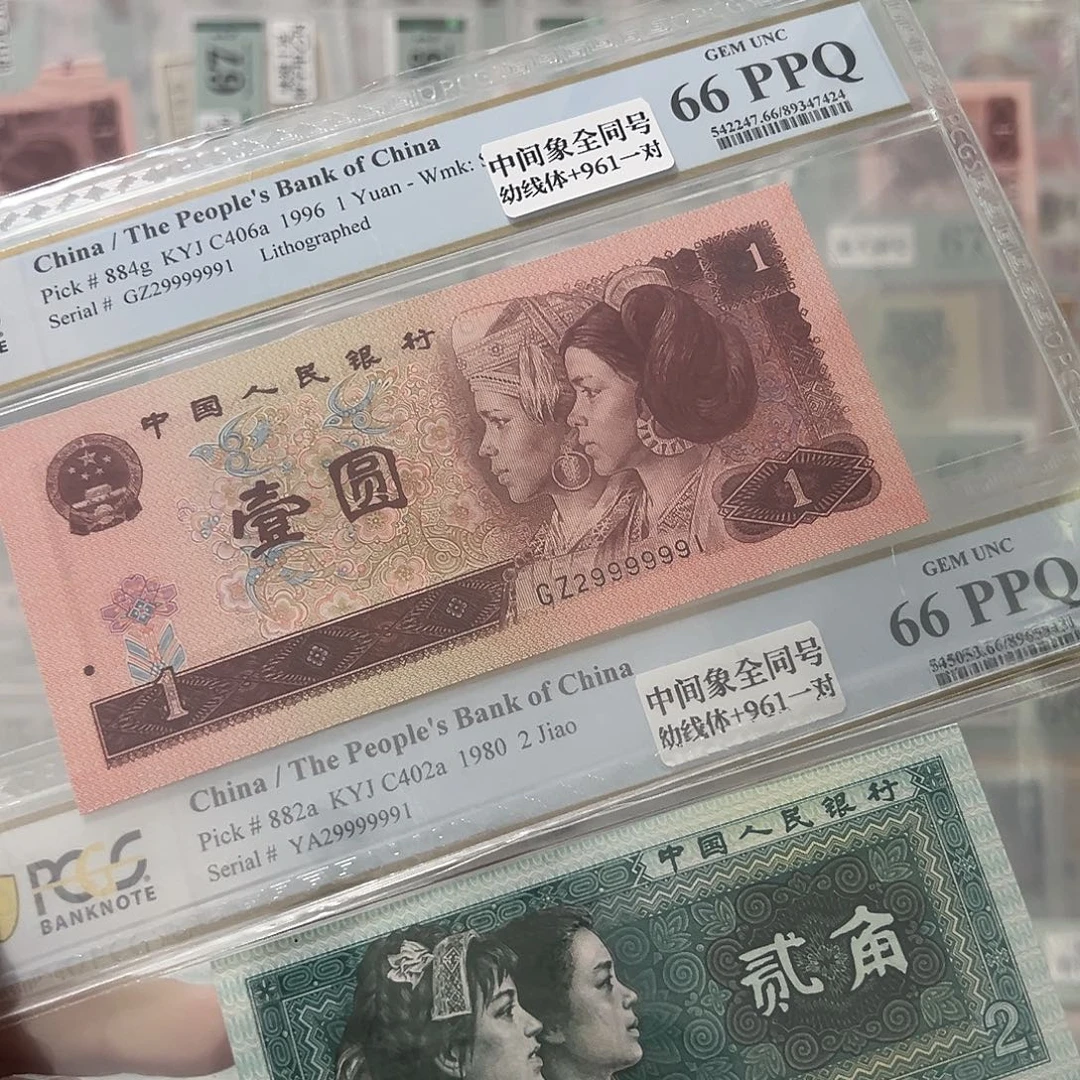 GEM UNC
66 PPQ
542247.66/89347424
中间象全同号
幼线体+961一对
China / The People's Bank of China
Pick # 884g KYJ C406a 1996 1 Yuan - Wmk:
Serial # GZ29999991 Lithographed
1
中国人民银行
壹圆
1
GZ29999991
1
GEM UNC
66 PPQ
中间象全同号
幼线体+961一对
China / The People's Bank of China
Pick # 882a KYJ C402a 1980 2 Jiao
Serial # YA29999991
PCGS
BANKNOTE
中国人民银行
贰角
2
67